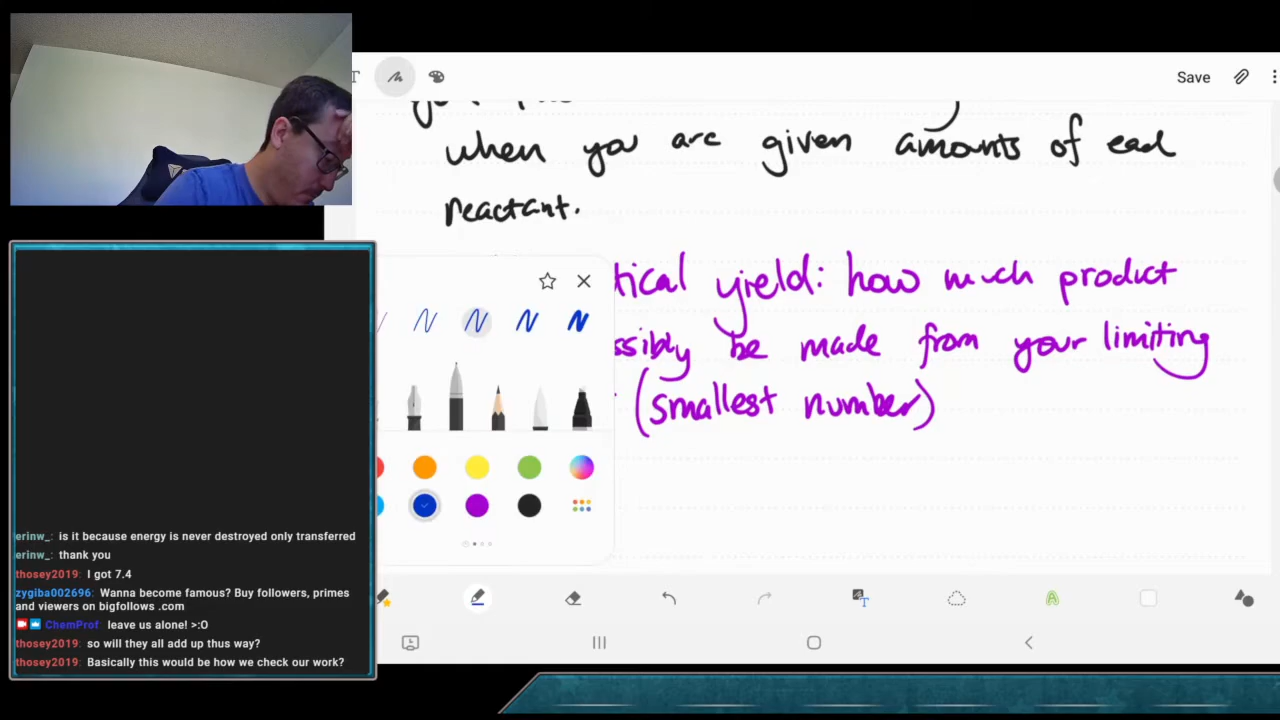 T
Save
when you are given amounts of each
reactant.
tical yield: how much product
ssibly be made from your limiting
(smallest number)
erinw_: is it because energy is never destroyed only transferred
erinw_: thank you
thosey2019: I got 7.4
zygiba002696: Wanna become famous? Buy followers, primes
and viewers on bigfollows .com
ChemProf: leave us alone! >:O
thosey2019: so will they all add up thus way?
thosey2019: Basically this would be how we check our work?